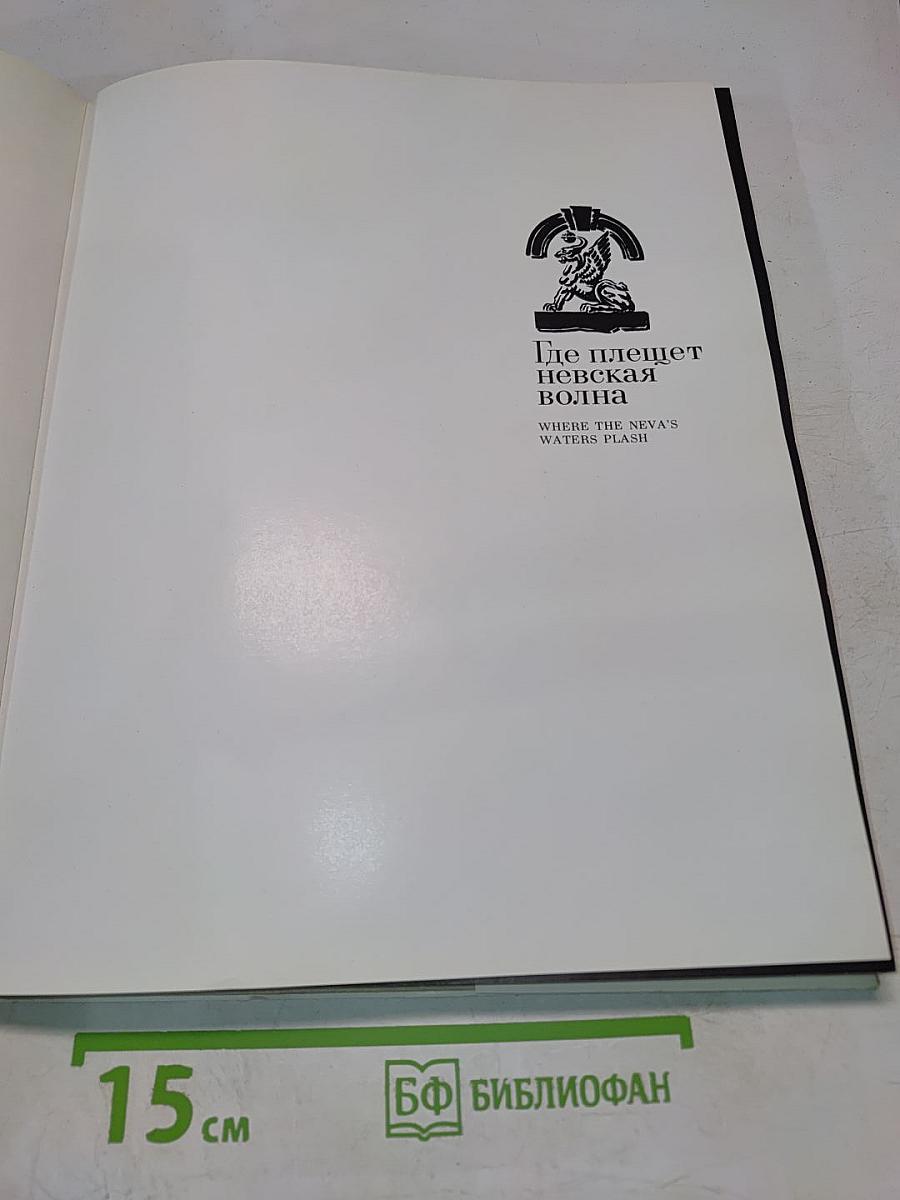 Где плещет
невская
волна
WHERE THE NEVA'S
WATERS PLASH
15 см
БФ БИБЛИОФАН